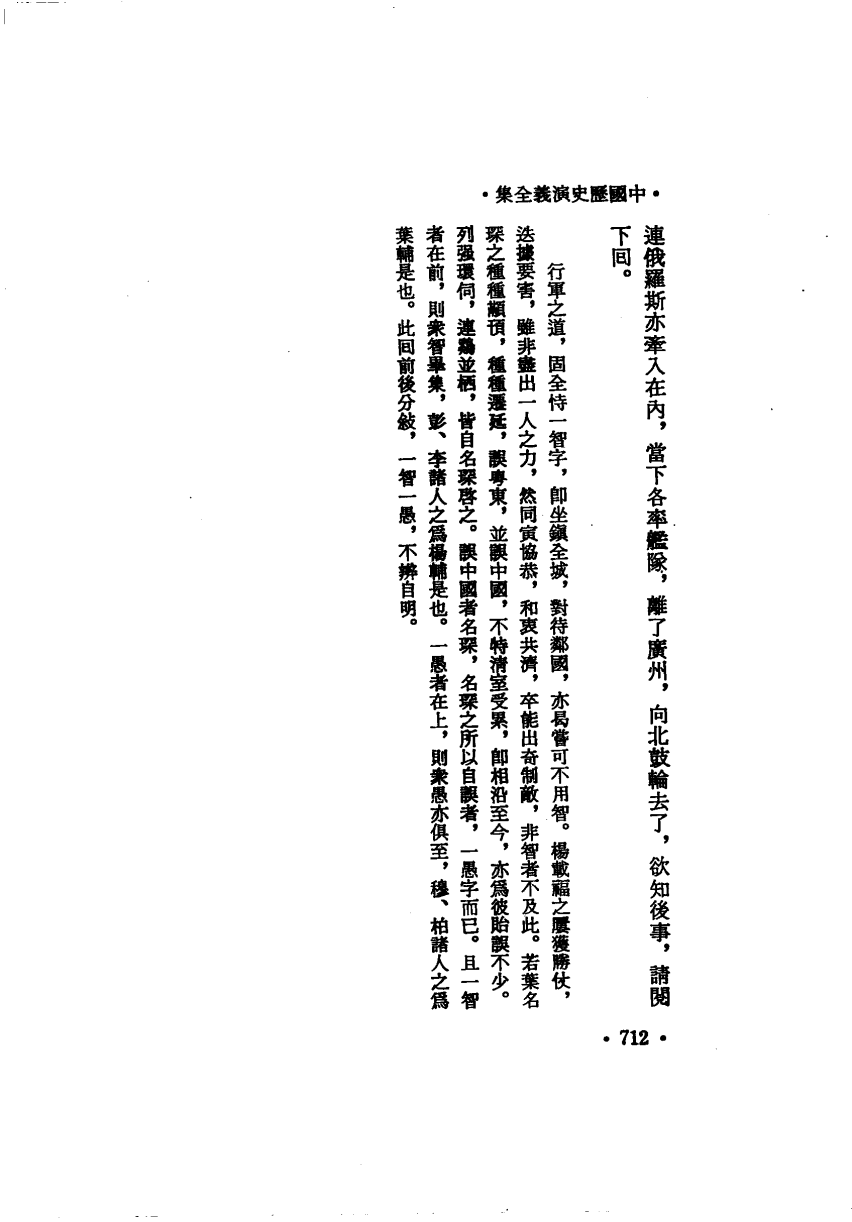 ·中國歷史演義全集·
連俄羅斯亦牽入在內，當下各率艦隊，離了廣州，向北鼓輪去了，欲知後事，請閱
下回。
行軍之道，固全恃一智字，卽坐鎭全城，對待鄰國，亦曷嘗可不用智。楊載福之屢獲勝仗，
迭據要害，雖非盡出一人之力，然同寅協恭，和衷共濟，卒能出奇制敵，非智者不及此。若葉名
琛之種種顢頇，種種遷延，誤粵東，並誤中國，不特淸室受累，卽相沿至今，亦爲彼貽誤不少。
列强環伺，連鷄並栖，皆自名琛啓之。誤中國者名琛，名琛之所以自誤者，一愚字而已。且一智
者在前，則衆智畢集，彭、李諸人之爲楊輔是也。一愚者在上，則衆愚亦俱至，穆、柏諸人之爲
葉輔是也。此回前後分敍，一智一愚，不辨自明。
·712·